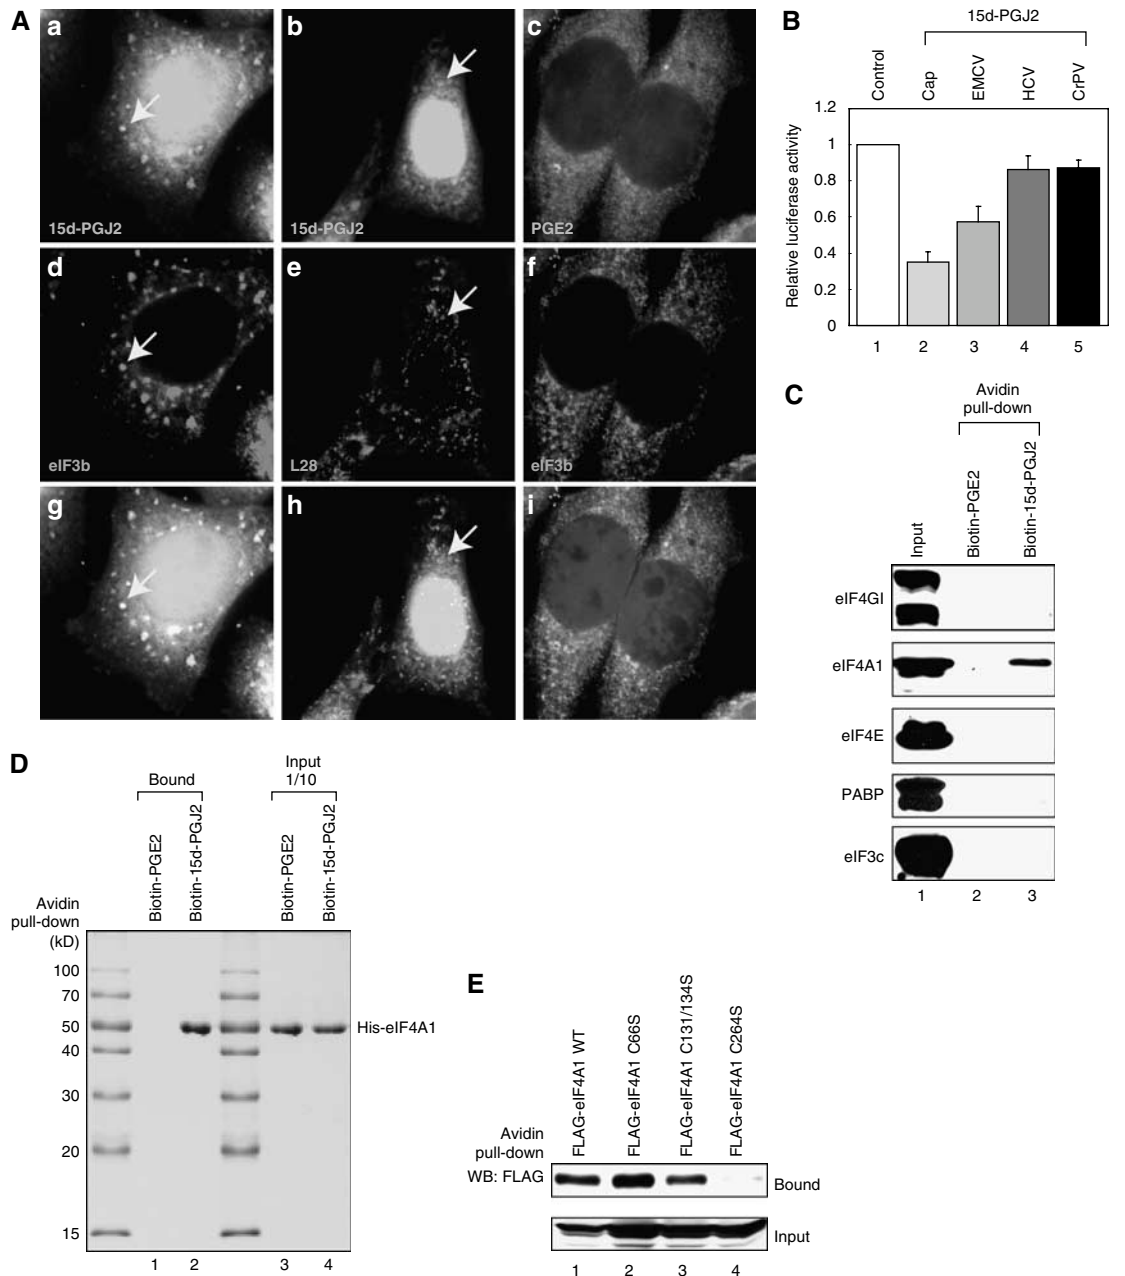 A
a
15d-PGJ2
b
15d-PGJ2
c
PGE2
d
eIF3b
e
L28
f
eIF3b
g
h
i
B
15d-PGJ2
Control
Cap
EMCV
HCV
CrPV
Relative luciferase activity
1.2
1
0.8
0.6
0.4
0.2
0
1 2 3 4 5
C
Avidin
pull-down
Input
Biotin-PGE2
Biotin-15d-PGJ2
eIF4GI
eIF4A1
eIF4E
PABP
eIF3c
1 2 3
D
Bound
Input
1/10
Biotin-PGE2
Biotin-15d-PGJ2
Biotin-PGE2
Biotin-15d-PGJ2
Avidin
pull-down
(kD)
100
70
50
40
30
20
15
His-eIF4A1
1 2 3 4
E
FLAG-eIF4A1 WT
FLAG-eIF4A1 C66S
FLAG-eIF4A1 C131/134S
FLAG-eIF4A1 C264S
Avidin
pull-down
WB: FLAG
Bound
Input
1 2 3 4